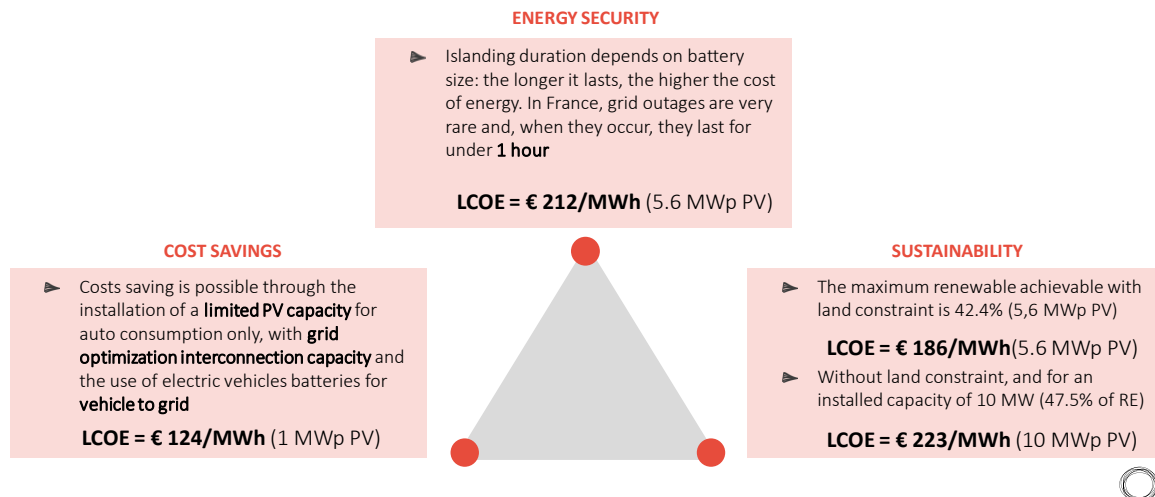 ENERGY SECURITY
Islanding duration depends on battery
size: the longer it lasts, the higher the cost
of energy. In France, grid outages are very
rare and, when they occur, they last for
under 1 hour
LCOE = € 212/MWh (5.6 MWp PV)
COST SAVINGS
Costs saving is possible through the
installation of a limited PV capacity for
auto consumption only, with grid
optimization interconnection capacity and
the use of electric vehicles batteries for
vehicle to grid
LCOE = € 124/MWh (1 MWp PV)
SUSTAINABILITY
The maximum renewable achievable with
land constraint is 42.4% (5,6 MWp PV)
LCOE = € 186/MWh(5.6 MWp PV)
Without land constraint, and for an
installed capacity of 10 MW (47.5% of RE)
LCOE = € 223/MWh (10 MWp PV)